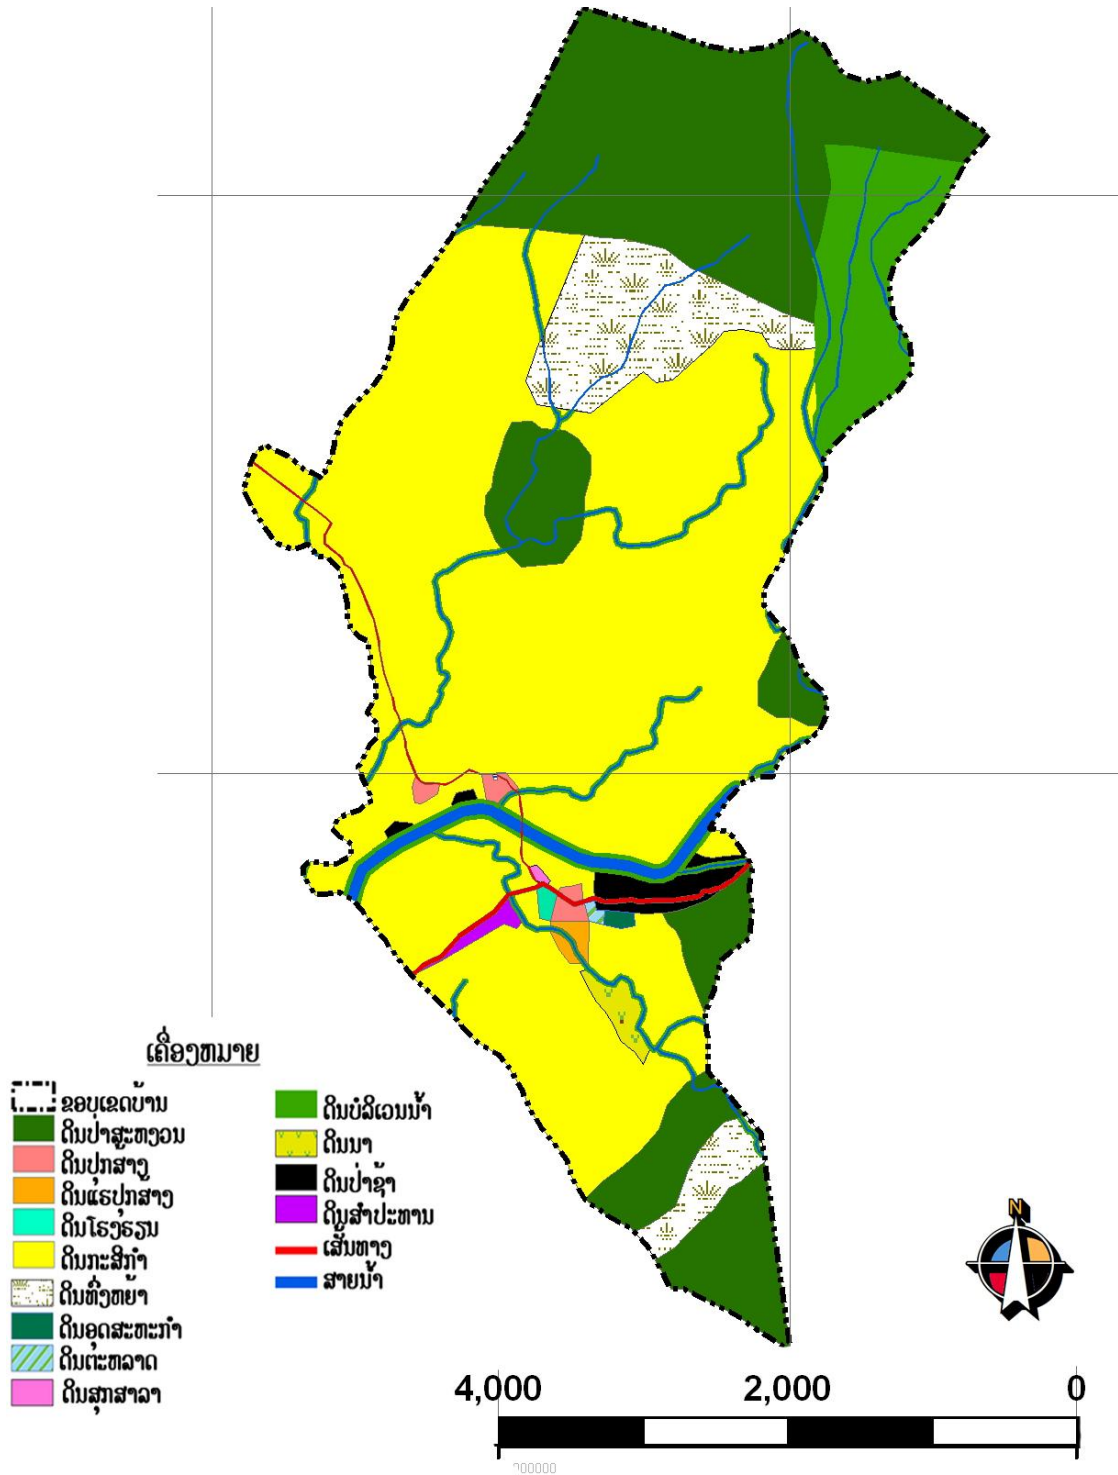 ເຄື່ອງຫມາຍ
ຂອບເຂດບ້ານ
ດິນປ່າສະຫງວນ
ດິນປຸກສ້າງ
ດິນແຮປຸກສ້າງ
ດິນໂຮງຮຽນ
ດິນກະສິກຳ
ດິນທົ່ງຫຍ້າ
ດິນອຸດສະຫະກຳ
ດິນຕະຫລາດ
ດິນສຸກສາລາ
ດິນບໍລິເວນນ້ຳ
ດິນນາ
ດິນປ່າຊ້າ
ດິນສຳປະທານ
ເສັ້ນທາງ
ສາຍນ້ຳ
N
4,000 2,000 0